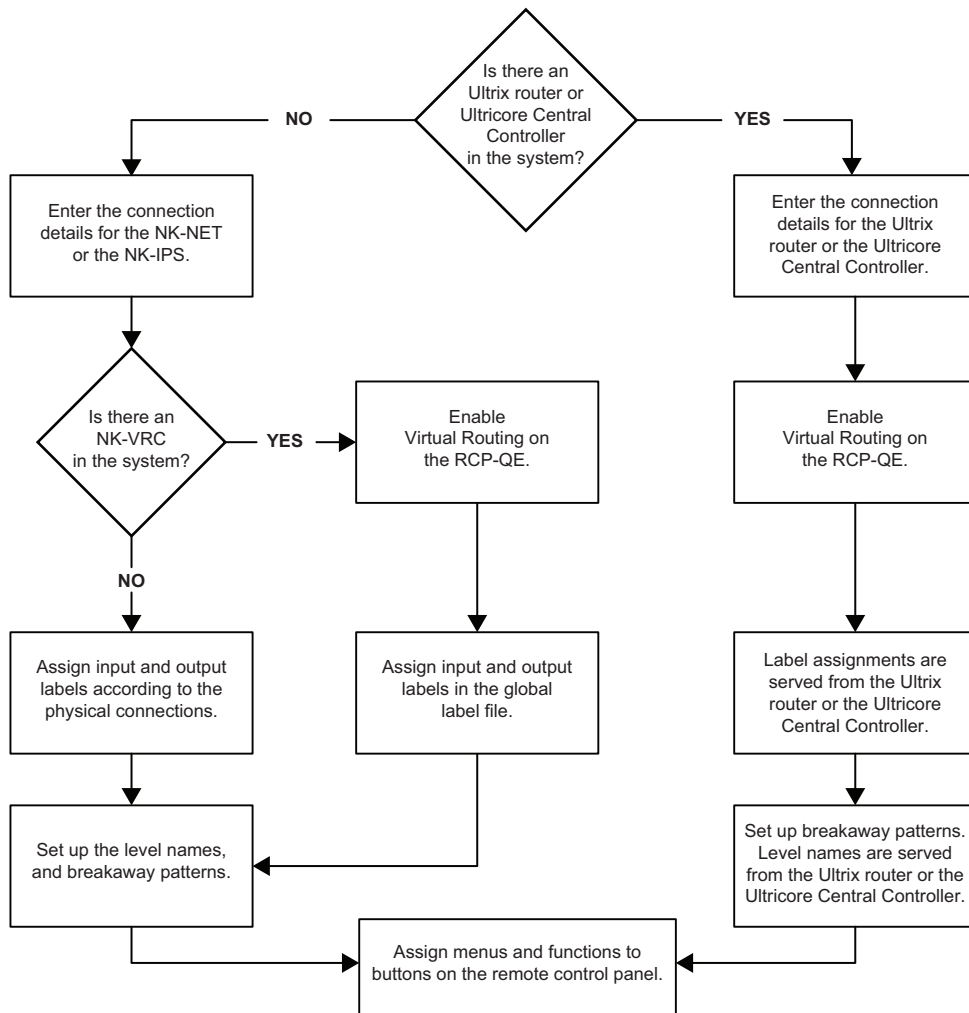 Is there an
Ultrix router or
Ultricore Central
Controller
in the system?
NO
YES
Enter the connection
details for the NK-NET
or the NK-IPS.
Enter the connection
details for the Ultrix
router or the Ultricore
Central Controller.
Is there an
NK-VRC
in the system?
YES
Enable
Virtual Routing on
the RCP-QE.
Enable
Virtual Routing on
the RCP-QE.
NO
Assign input and output
labels according to the
physical connections.
Assign input and output
labels in the global
label file.
Label assignments are
served from the Ultrix
router or the Ultricore
Central Controller.
Set up the level names,
and breakaway patterns.
Set up breakaway patterns.
Level names are served
from the Ultrix router or the
Ultricore Central Controller.
Assign menus and functions to
buttons on the remote control panel.